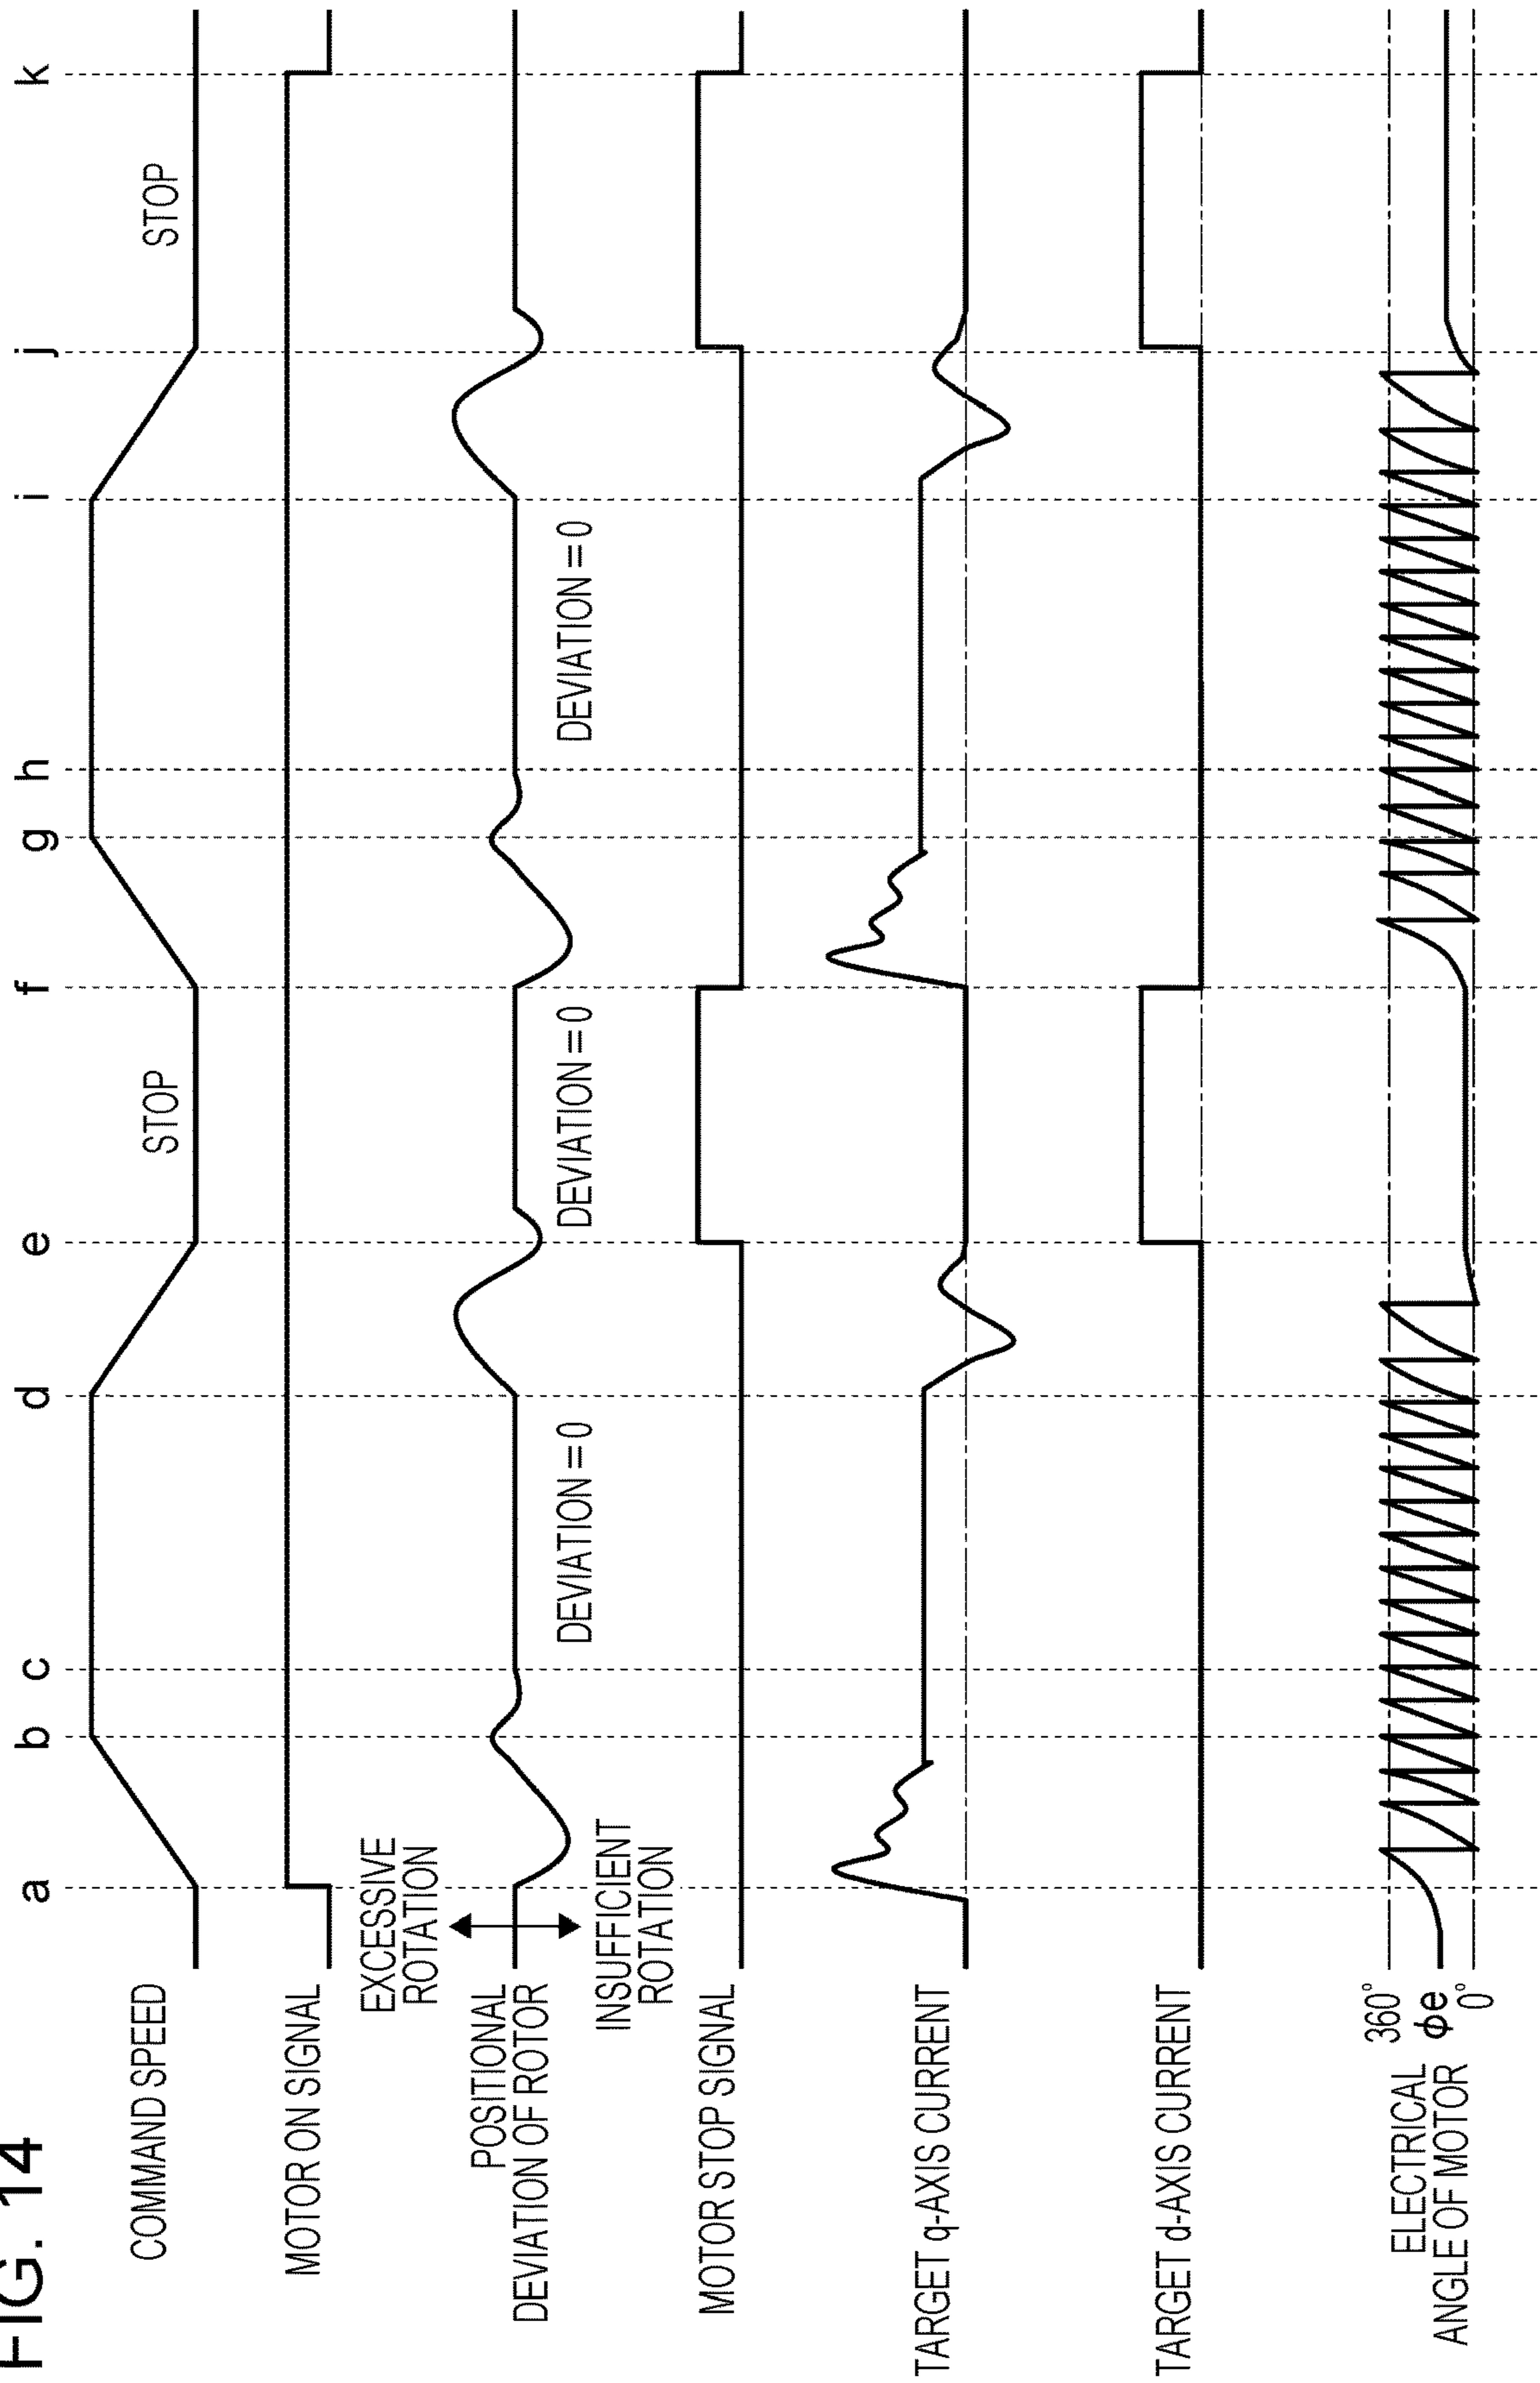 FIG. 14
a b c d e f g h i j k
COMMAND SPEED
STOP
STOP
MOTOR ON SIGNAL
EXCESSIVE
ROTATION
POSITIONAL
DEVIATION OF ROTOR
INSUFFICIENT
ROTATION
DEVIATION = 0
DEVIATION = 0
DEVIATION = 0
MOTOR STOP SIGNAL
TARGET q-AXIS CURRENT
TARGET d-AXIS CURRENT
ELECTRICAL
ANGLE OF MOTOR
360°
ϕe
0°